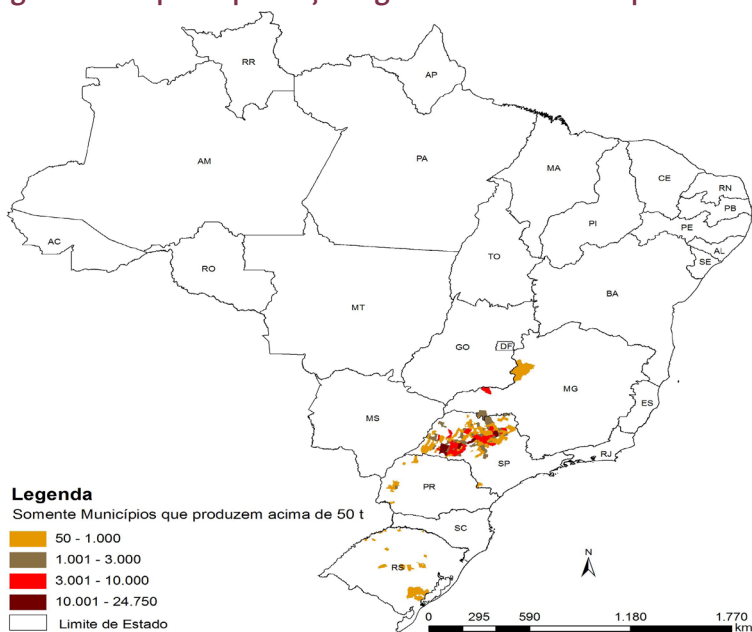 RR
AP
AM
PA
MA
CE
RN
PB
PI
PE
AL
SE
AC
TO
RO
BA
MT
GO
DF
MG
ES
MS
SP
RJ
PR
SC
RS
Legenda
Somente Municípios que produzem acima de 50 t
50 - 1.000
1.001 - 3.000
3.001 - 10.000
10.001 - 24.750
Limite de Estado
N
0 295 590 1.180 1.770
km